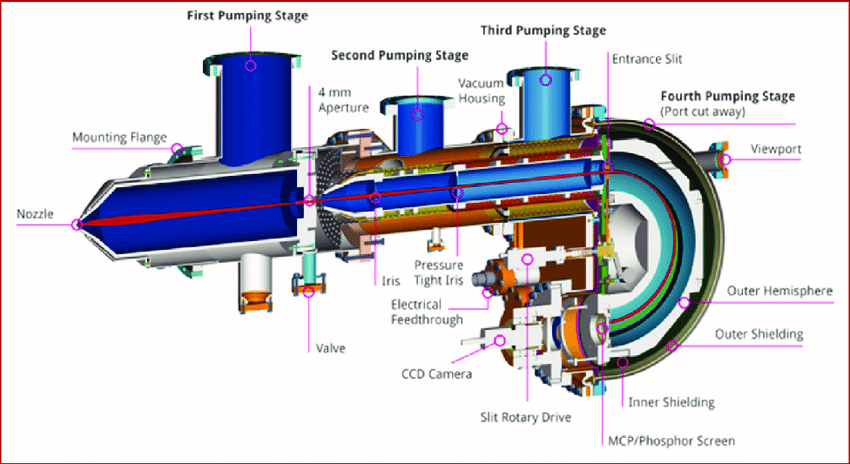 First Pumping Stage
Second Pumping Stage
Third Pumping Stage
Entrance Slit
4 mm
Aperture
Vacuum
Housing
Fourth Pumping Stage
(Port cut away)
Mounting Flange
Viewport
Nozzle
Iris
Pressure
Tight Iris
Electrical
Feedthrough
Outer Hemisphere
Valve
Outer Shielding
CCD Camera
Inner Shielding
Slit Rotary Drive
MCP/Phosphor Screen